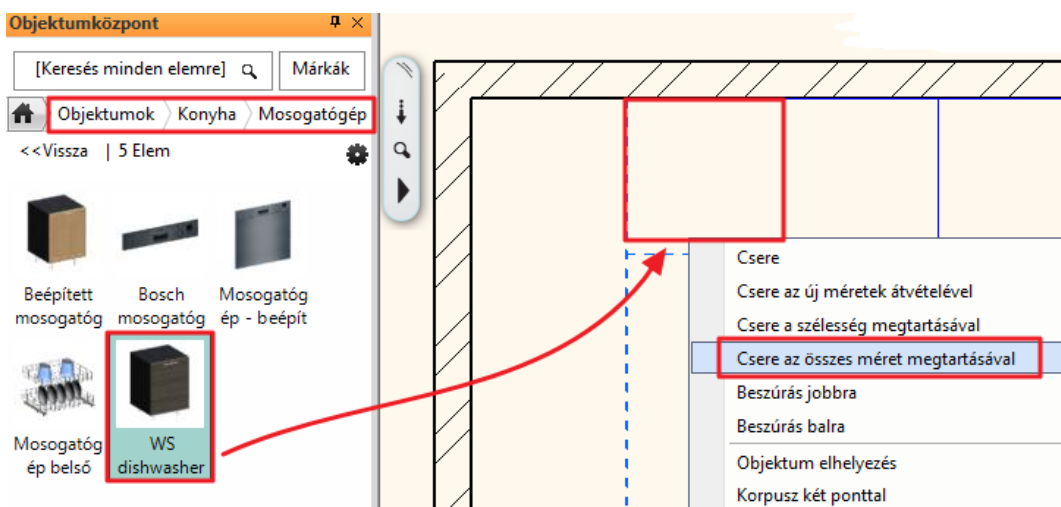 Objektumközpont
[Keresés minden elemre]
Márkák
Objektumok
Konyha
Mosogatógép
<<Vissza | 5 Elem
Beépített
mosogatóg
Bosch
mosogatóg
Mosogatóg
ép - beépít
Mosogatóg
ép belső
WS
dishwasher
Csere
Csere az új méretek átvételével
Csere a szélesség megtartásával
Csere az összes méret megtartásával
Beszúrás jobbra
Beszúrás balra
Objektum elhelyezés
Korpusz két ponttal